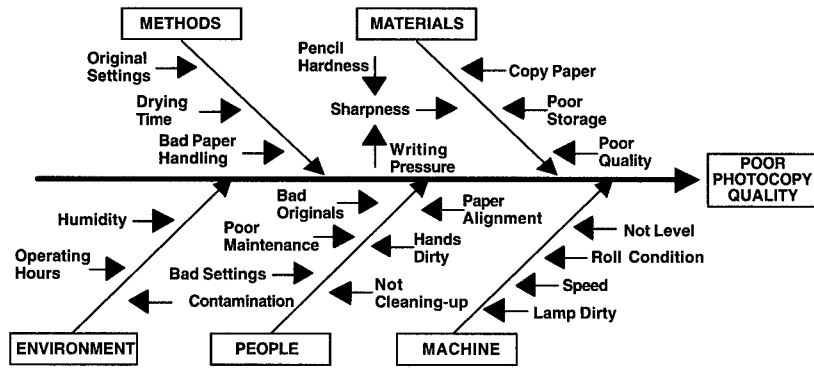 METHODS
MATERIALS
Original
Settings
Drying
Time
Bad Paper
Handling
Pencil
Hardness
Sharpness
Writing
Pressure
Copy Paper
Poor
Storage
Poor
Quality
POOR
PHOTOCOPY
QUALITY
Humidity
Operating
Hours
Contamination
Bad
Originals
Poor
Maintenance
Bad Settings
Paper
Alignment
Hands
Dirty
Not
Cleaning-up
Not Level
Roll Condition
Speed
Lamp Dirty
ENVIRONMENT
PEOPLE
MACHINE